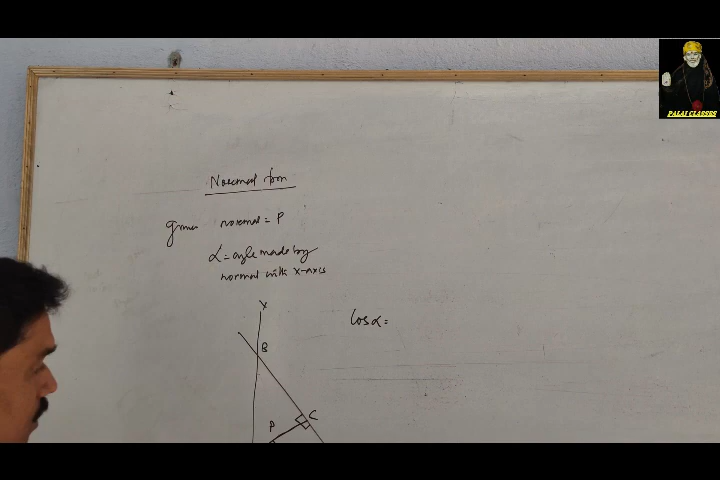 PALAI CLASSES
Normal form
given normal = P
α = angle made by
normal with x-axis
Y
cos α =
B
C
P